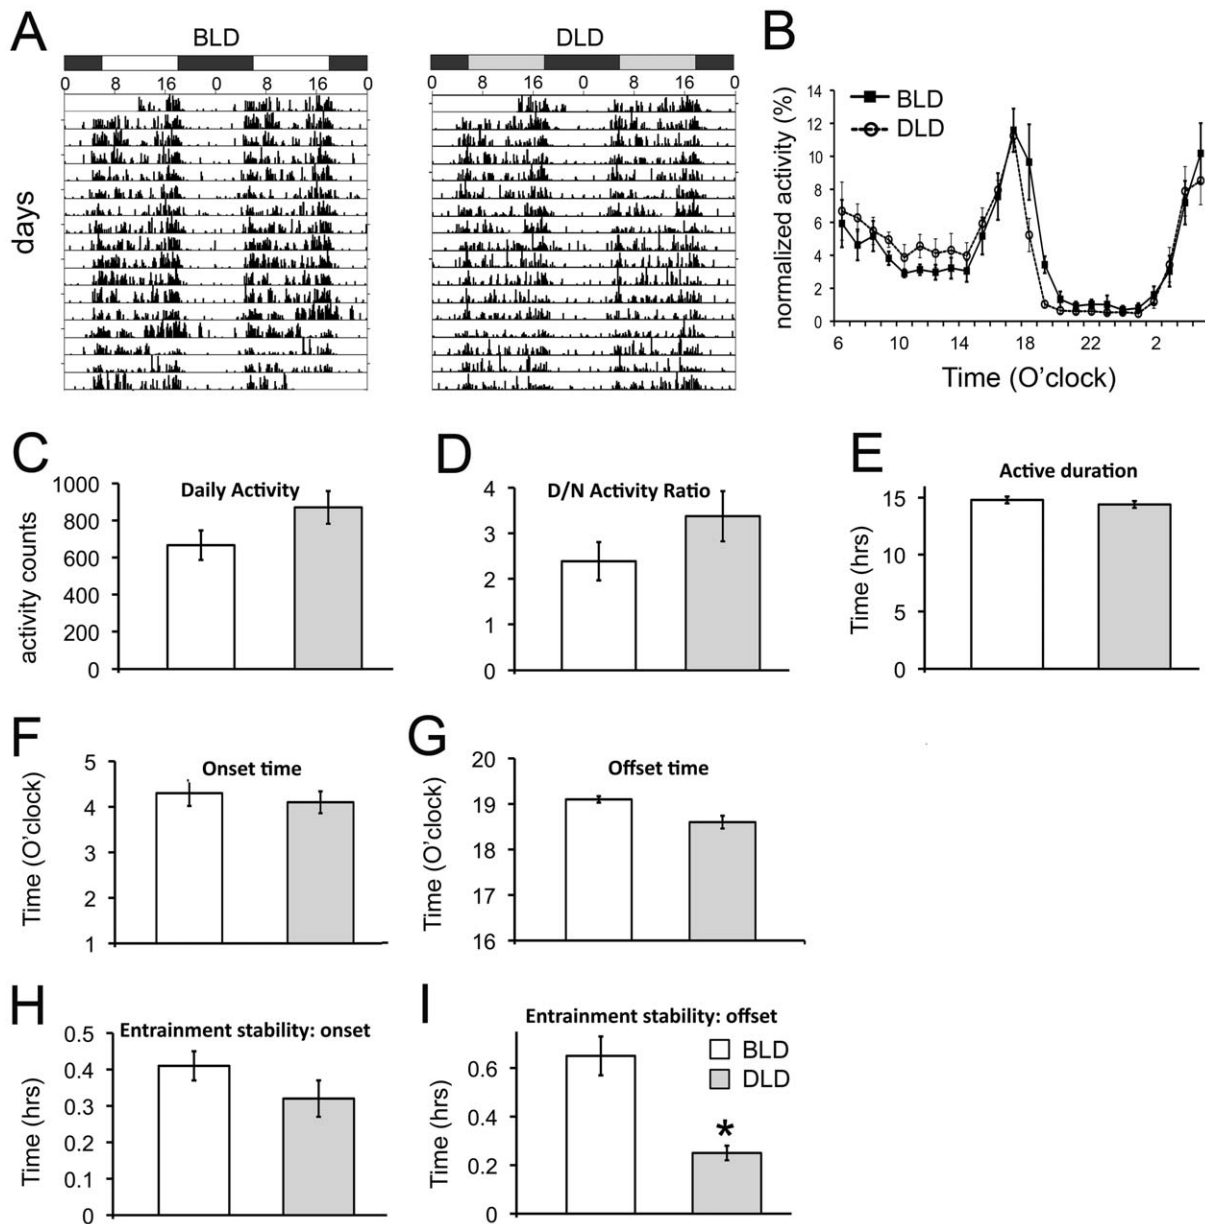 A
BLD
DLD
0 8 16 0 8 16 0
0 8 16 0 8 16 0
days
B
normalized activity (%)
14
12
10
8
6
4
2
0
BLD
DLD
6 10 14 18 22 2
Time (O'clock)
C
Daily Activity
activity counts
1000
800
600
400
200
0
D
D/N Activity Ratio
4
3
2
1
0
E
Active duration
Time (hrs)
15
10
5
0
F
Onset time
Time (O'clock)
5
4
3
2
1
G
Offset time
Time (O'clock)
20
19
18
17
16
H
Entrainment stability: onset
Time (hrs)
0.5
0.4
0.3
0.2
0.1
0
I
Entrainment stability: offset
Time (hrs)
0.6
0.4
0.2
0
BLD
DLD
*